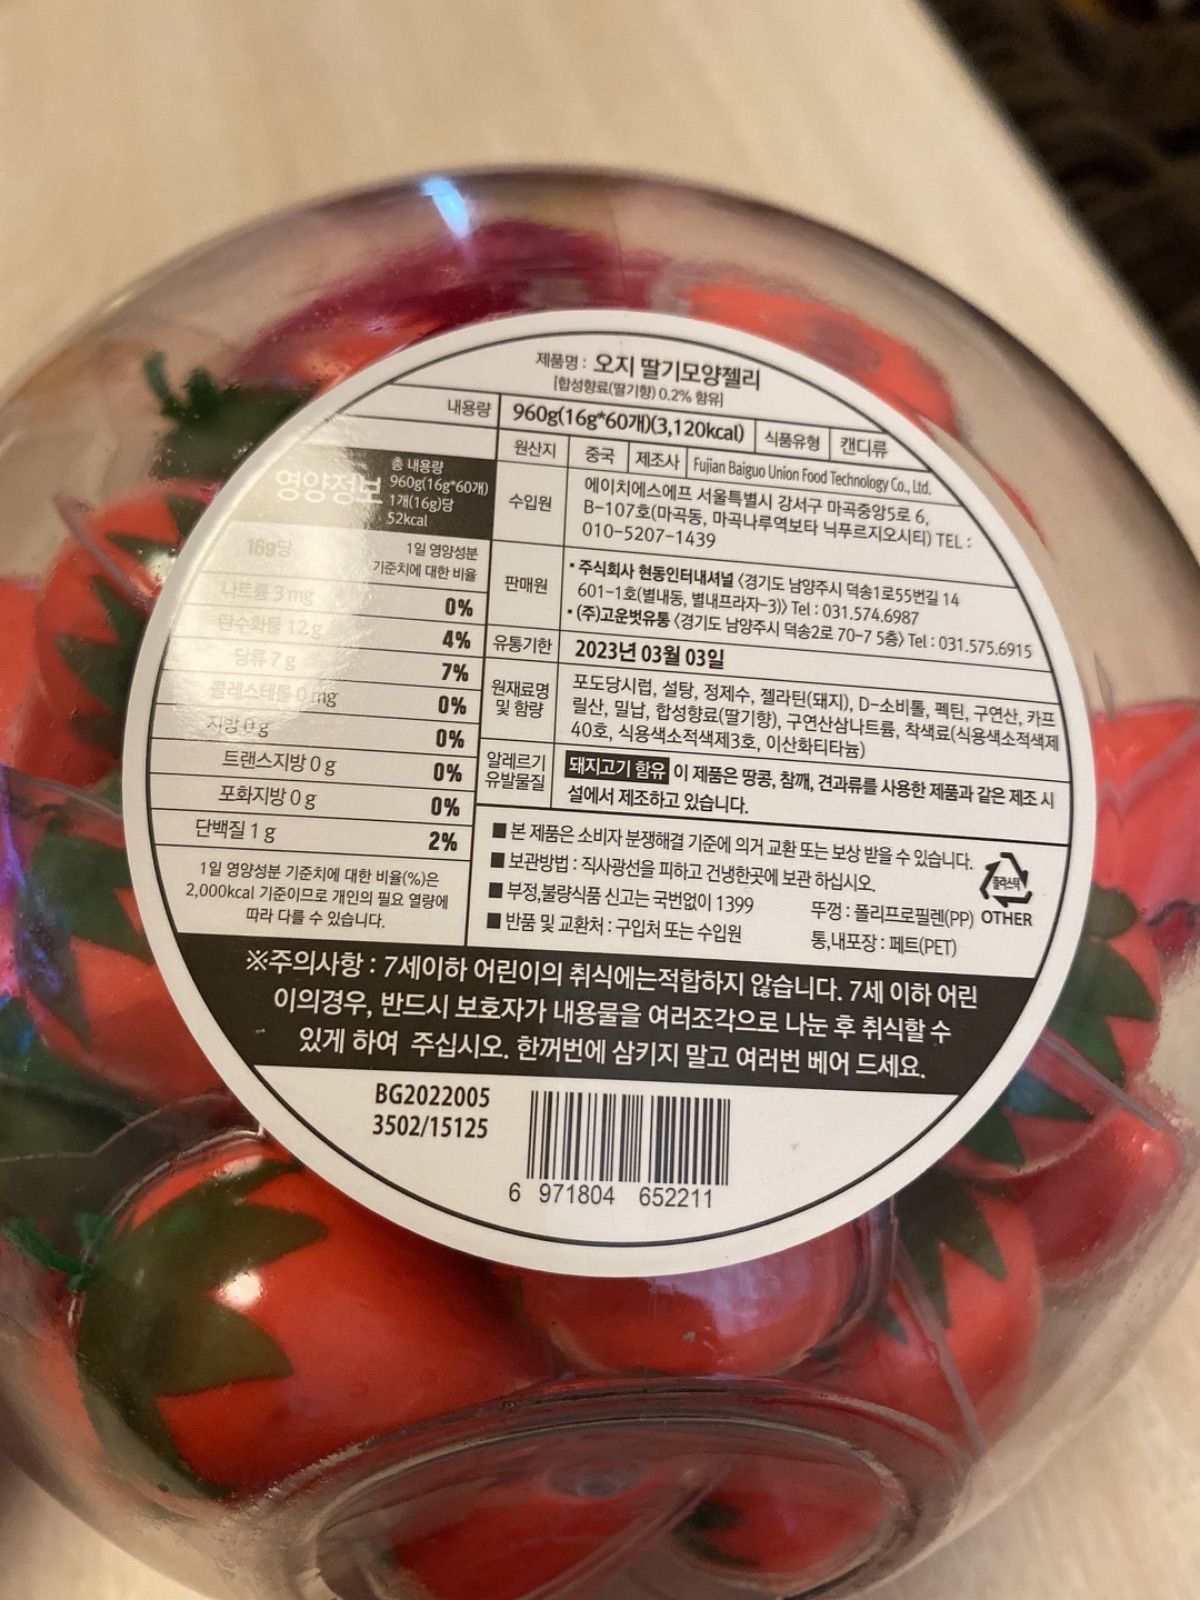 제품명 : 오지 딸기모양젤리
[합성향료(딸기향) 0.2% 함유]
내용량 960g(16g*60개)(3,120kcal) 식품유형 캔디류
원산지 중국 제조사 Fujian Baiguo Union Food Technology Co., Ltd.
영양정보
총 내용량
960g(16g*60개)
1개(16g)당
52kcal
16g당
1일 영양성분
기준치에 대한 비율
나트륨 3 mg 0%
탄수화물 12 g 4%
당류 7 g 7%
콜레스테롤 0 mg 0%
지방 0 g 0%
트랜스지방 0 g 0%
포화지방 0 g 0%
단백질 1 g 2%
1일 영양성분 기준치에 대한 비율(%)은
2,000kcal 기준이므로 개인의 필요 열량에
따라 다를 수 있습니다.
수입원
에이치에스에프 서울특별시 강서구 마곡중앙5로 6,
B-107호(마곡동, 마곡나루역보타 닉푸르지오시티) TEL :
010-5207-1439
판매원
• 주식회사 현동인터내셔널 〈경기도 남양주시 덕송1로55번길 14
601-1호(별내동, 별내프라자-3)〉 Tel : 031.574.6987
• (주)고운벗유통 〈경기도 남양주시 덕송2로 70-7 5층〉 Tel : 031.575.6915
유통기한 2023년 03월 03일
원재료명
및 함량
포도당시럽, 설탕, 정제수, 젤라틴(돼지), D-소비톨, 펙틴, 구연산, 카프
릴산, 밀납, 합성향료(딸기향), 구연산삼나트륨, 착색료(식용색소적색제
40호, 식용색소적색제3호, 이산화티타늄)
알레르기
유발물질
돼지고기 함유 이 제품은 땅콩, 참깨, 견과류를 사용한 제품과 같은 제조 시
설에서 제조하고 있습니다.
■ 본 제품은 소비자 분쟁해결 기준에 의거 교환 또는 보상 받을 수 있습니다.
■ 보관방법 : 직사광선을 피하고 건냉한곳에 보관 하십시오.
■ 부정,불량식품 신고는 국번없이 1399
■ 반품 및 교환처 : 구입처 또는 수입원
뚜껑 : 폴리프로필렌(PP)
통,내포장 : 페트(PET)
플라스틱
OTHER
※주의사항 : 7세이하 어린이의 취식에는적합하지 않습니다. 7세 이하 어린
이의경우, 반드시 보호자가 내용물을 여러조각으로 나눈 후 취식할 수
있게 하여 주십시오. 한꺼번에 삼키지 말고 여러번 베어 드세요.
BG2022005
3502/15125
6 971804 652211